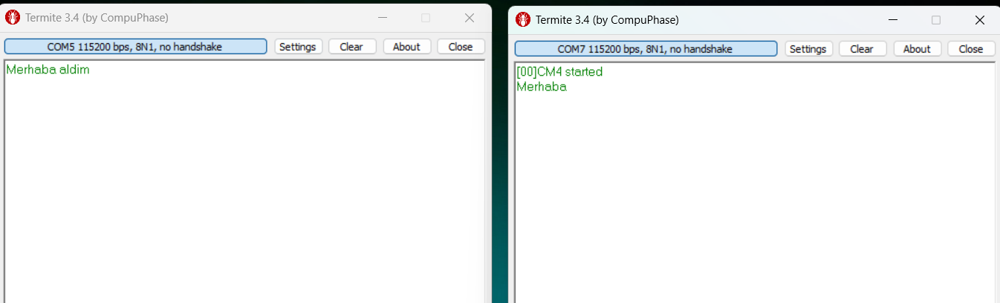 Termite 3.4 (by CompuPhase)
COM5 115200 bps, 8N1, no handshake
Settings
Clear
About
Close
Merhaba aldim
Termite 3.4 (by CompuPhase)
COM7 115200 bps, 8N1, no handshake
Settings
Clear
About
Close
[00]CM4 started
Merhaba